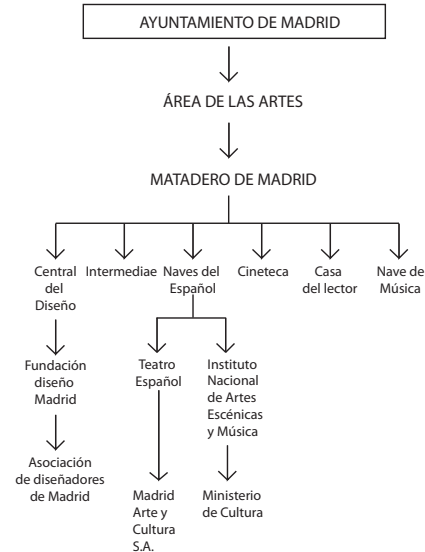 AYUNTAMIENTO DE MADRID
ÁREA DE LAS ARTES
MATADERO DE MADRID
Central
del
Diseño
Intermediae
Naves del
Español
Cineteca
Casa
del lector
Nave de
Música
Fundación
diseño
Madrid
Teatro
Español
Instituto
Nacional
de Artes
Escénicas
y Música
Asociación
de diseñadores
de Madrid
Madrid
Arte y
Cultura
S.A.
Ministerio
de Cultura